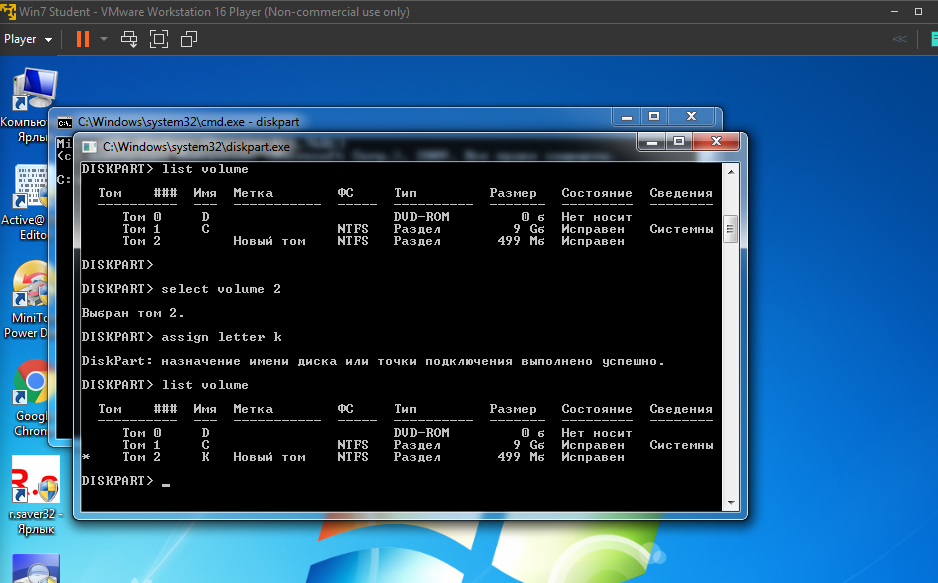 Win7 Student - VMware Workstation 16 Player (Non-commercial use only)
Player
Компью
Ярлы
Active@
Edito
MiniTo
Power D
Goog
Chron
r.saver32 -
Ярлык
C:\Windows\system32\cmd.exe - diskpart
Mi
(c
C:
C:\Windows\system32\diskpart.exe
DISKPART> list volume
Том ### Имя Метка ФС Тип Размер Состояние Сведения
Том 0 D DVD-ROM 0 б Нет носит
Том 1 C NTFS Раздел 9 Gб Исправен Системны
Том 2 Новый том NTFS Раздел 499 Мб Исправен
DISKPART>
DISKPART> select volume 2
Выбран том 2.
DISKPART> assign letter k
DiskPart: назначение имени диска или точки подключения выполнено успешно.
DISKPART> list volume
Том ### Имя Метка ФС Тип Размер Состояние Сведения
Том 0 D DVD-ROM 0 б Нет носит
Том 1 C NTFS Раздел 9 Gб Исправен Системны
* Том 2 K Новый том NTFS Раздел 499 Мб Исправен
DISKPART> _